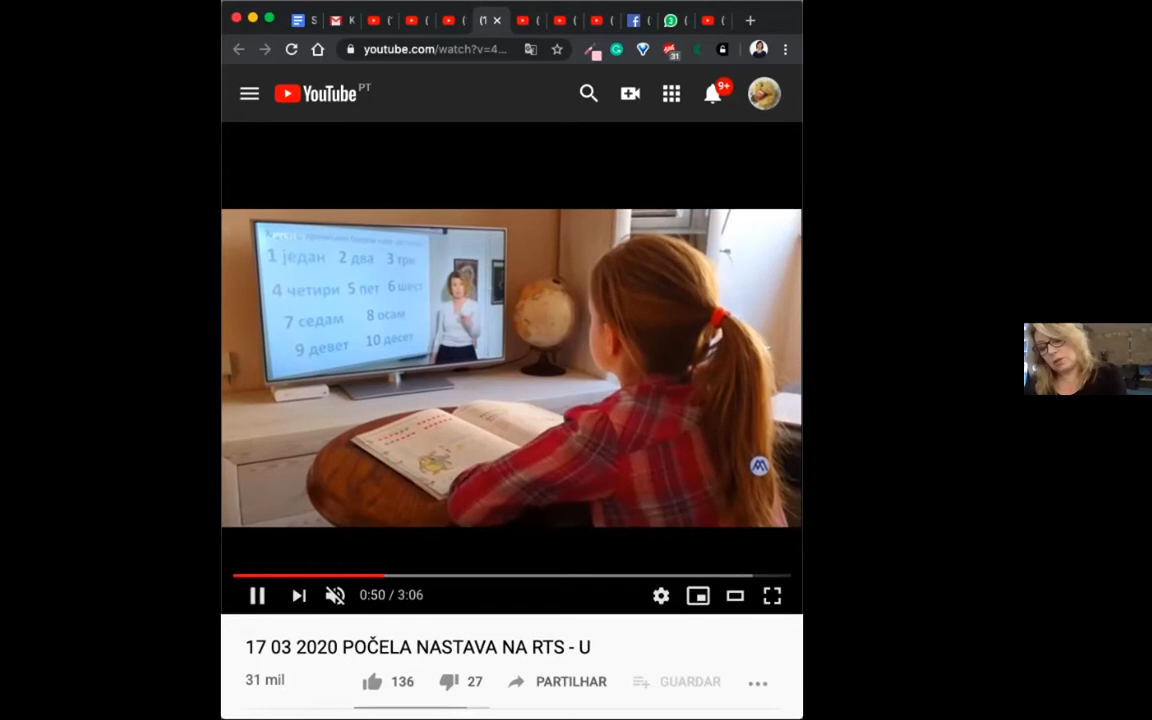 S
K
youtube.com/watch?v=4...
31
YouTube PT
9+
1 један 2 два 3 три
4 четири 5 пет 6 шест
7 седам 8 осам
9 девет 10 десет
0:50 / 3:06
17 03 2020 POČELA NASTAVA NA RTS - U
31 mil 136 27 PARTILHAR GUARDAR